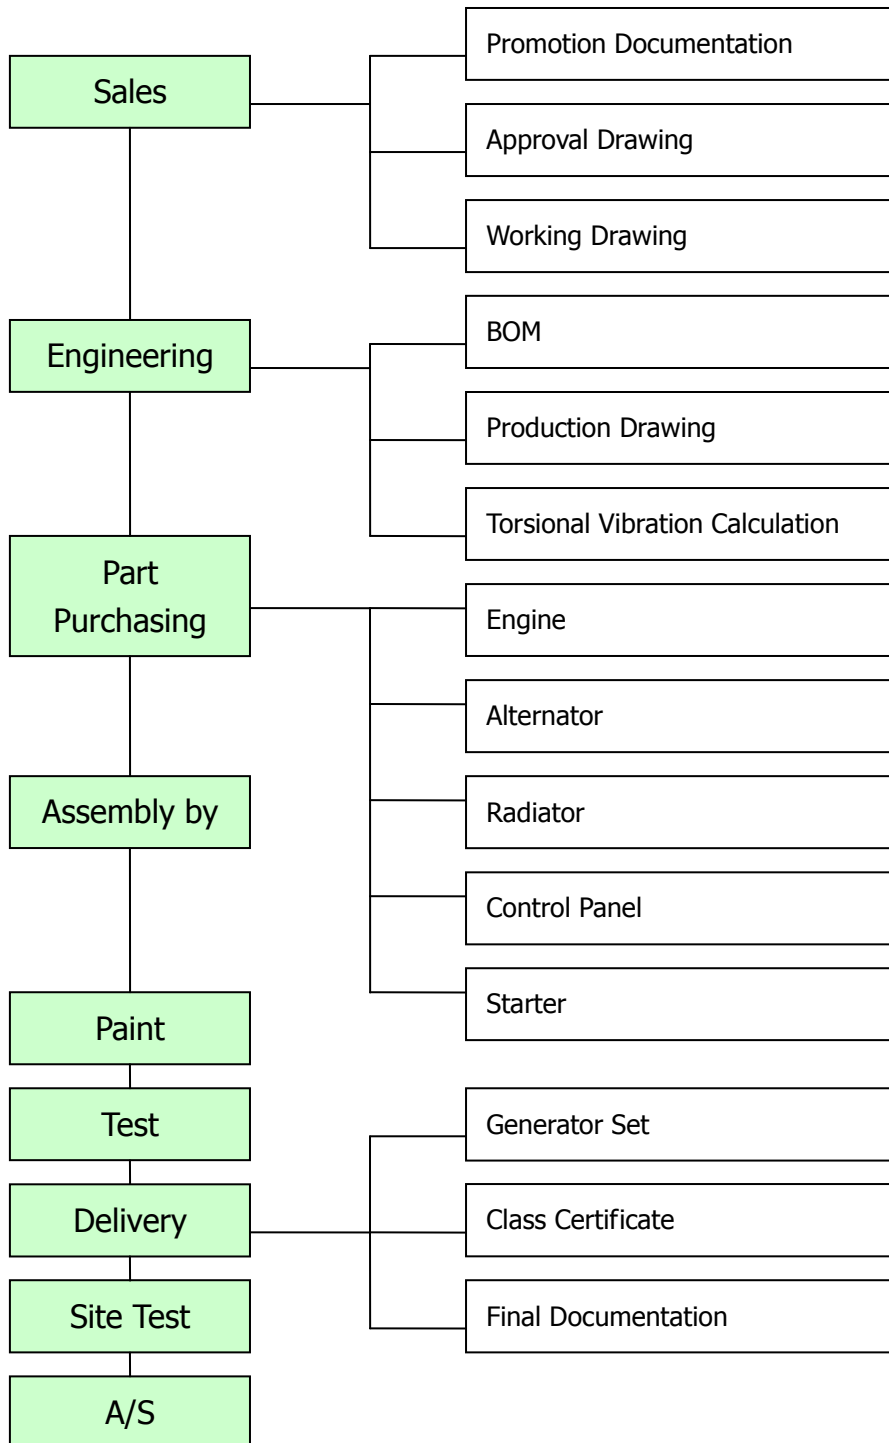 Sales
Promotion Documentation
Approval Drawing
Working Drawing
Engineering
BOM
Production Drawing
Torsional Vibration Calculation
Part
Purchasing
Engine
Alternator
Radiator
Control Panel
Starter
Assembly by
Paint
Test
Delivery
Generator Set
Class Certificate
Final Documentation
Site Test
A/S